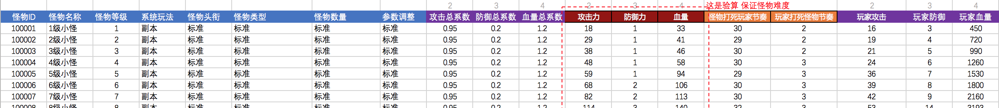 2 3 4 2 3 4 这是验算 保证怪物难度 2 3 4
怪物ID 怪物名称 怪物等级 系统玩法 怪物头衔 怪物类型 怪物数量 参数调整 攻击总系数 防御总系数 血量总系数 攻击力 防御力 血量 怪物打死玩家节奏 玩家打死怪物节奏 玩家攻击 玩家防御 玩家血量
100001 1级小怪 1 副本 标准 标准 标准 标准 0.95 0.2 1.2 18 1 33 30 2 16 3 450
100002 2级小怪 2 副本 标准 标准 标准 标准 0.95 0.2 1.2 29 1 41 29 2 19 4 720
100003 3级小怪 3 副本 标准 标准 标准 标准 0.95 0.2 1.2 38 1 46 30 2 21 5 990
100004 4级小怪 4 副本 标准 标准 标准 标准 0.95 0.2 1.2 48 1 58 30 3 24 6 1260
100005 5级小怪 5 副本 标准 标准 标准 标准 0.95 0.2 1.2 59 1 94 29 3 36 7 1530
100006 6级小怪 6 副本 标准 标准 标准 标准 0.95 0.2 1.2 68 2 106 30 3 39 8 1800
100007 7级小怪 7 副本 标准 标准 标准 标准 0.95 0.2 1.2 82 2 113 30 3 42 9 2160
100008 8级小怪 8 副本 标准 标准 标准 标准 0.95 0.2 1.2 114 3 140 32 3 53 14 3193